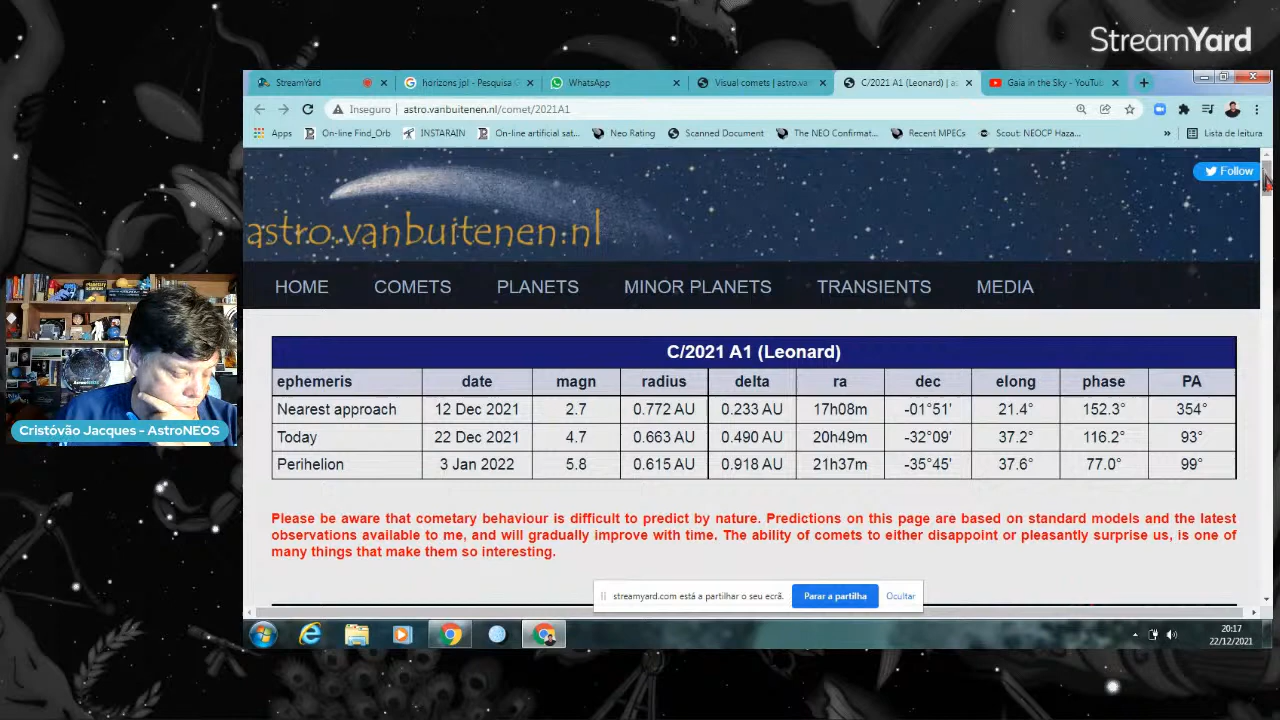 StreamYard
StreamYard
horizons jpl - Pesquisa G
WhatsApp
Visual comets | astro.va
C/2021 A1 (Leonard) | a
Gaia in the Sky - YouTub
Inseguro | astro.vanbuitenen.nl/comet/2021A1
Apps
On-line Find_Orb
INSTARAIN
On-line artificial sat...
Neo Rating
Scanned Document
The NEO Confirmat...
Recent MPECs
Scout: NEOCP Haza...
»
Lista de leitura
Follow
astro.vanbuitenen.nl
HOME COMETS PLANETS MINOR PLANETS TRANSIENTS MEDIA
C/2021 A1 (Leonard)
ephemeris date magn radius delta ra dec elong phase PA
Nearest approach 12 Dec 2021 2.7 0.772 AU 0.233 AU 17h08m -01°51' 21.4° 152.3° 354°
Today 22 Dec 2021 4.7 0.663 AU 0.490 AU 20h49m -32°09' 37.2° 116.2° 93°
Perihelion 3 Jan 2022 5.8 0.615 AU 0.918 AU 21h37m -35°45' 37.6° 77.0° 99°
Please be aware that cometary behaviour is difficult to predict by nature. Predictions on this page are based on standard models and the latest
observations available to me, and will gradually improve with time. The ability of comets to either disappoint or pleasantly surprise us, is one of
many things that make them so interesting.
streamyard.com está a partilhar o seu ecrã. Parar a partilha Ocultar
20:17
22/12/2021
Cristóvão Jacques - AstroNEOS